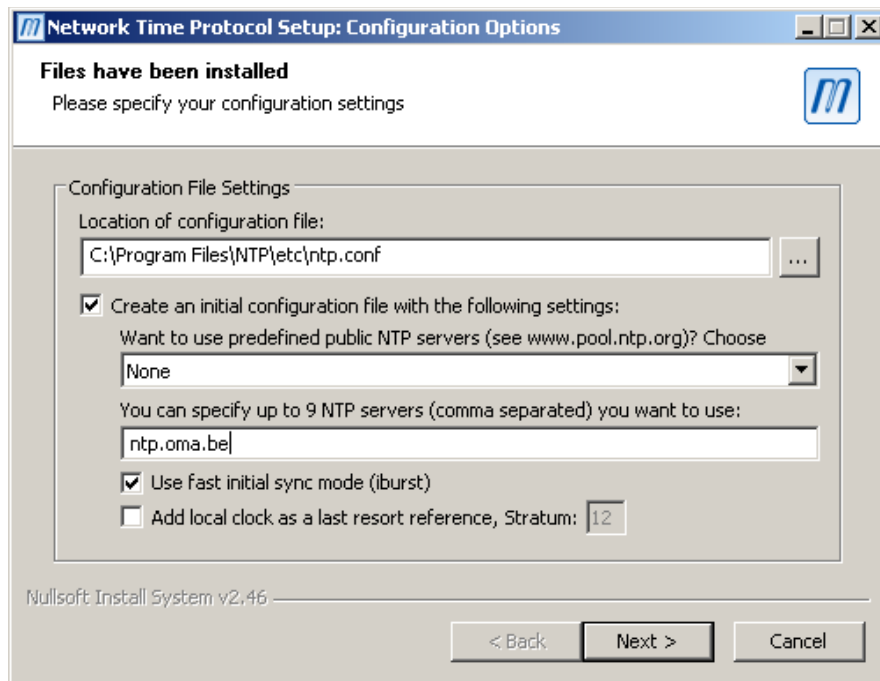 Network Time Protocol Setup: Configuration Options
Files have been installed
Please specify your configuration settings
Configuration File Settings
Location of configuration file:
C:\Program Files\NTP\etc\ntp.conf
...
Create an initial configuration file with the following settings:
Want to use predefined public NTP servers (see www.pool.ntp.org)? Choose
None
You can specify up to 9 NTP servers (comma separated) you want to use:
ntp.oma.be
Use fast initial sync mode (iburst)
Add local clock as a last resort reference, Stratum: 12
Nullsoft Install System v2.46
< Back Next > Cancel